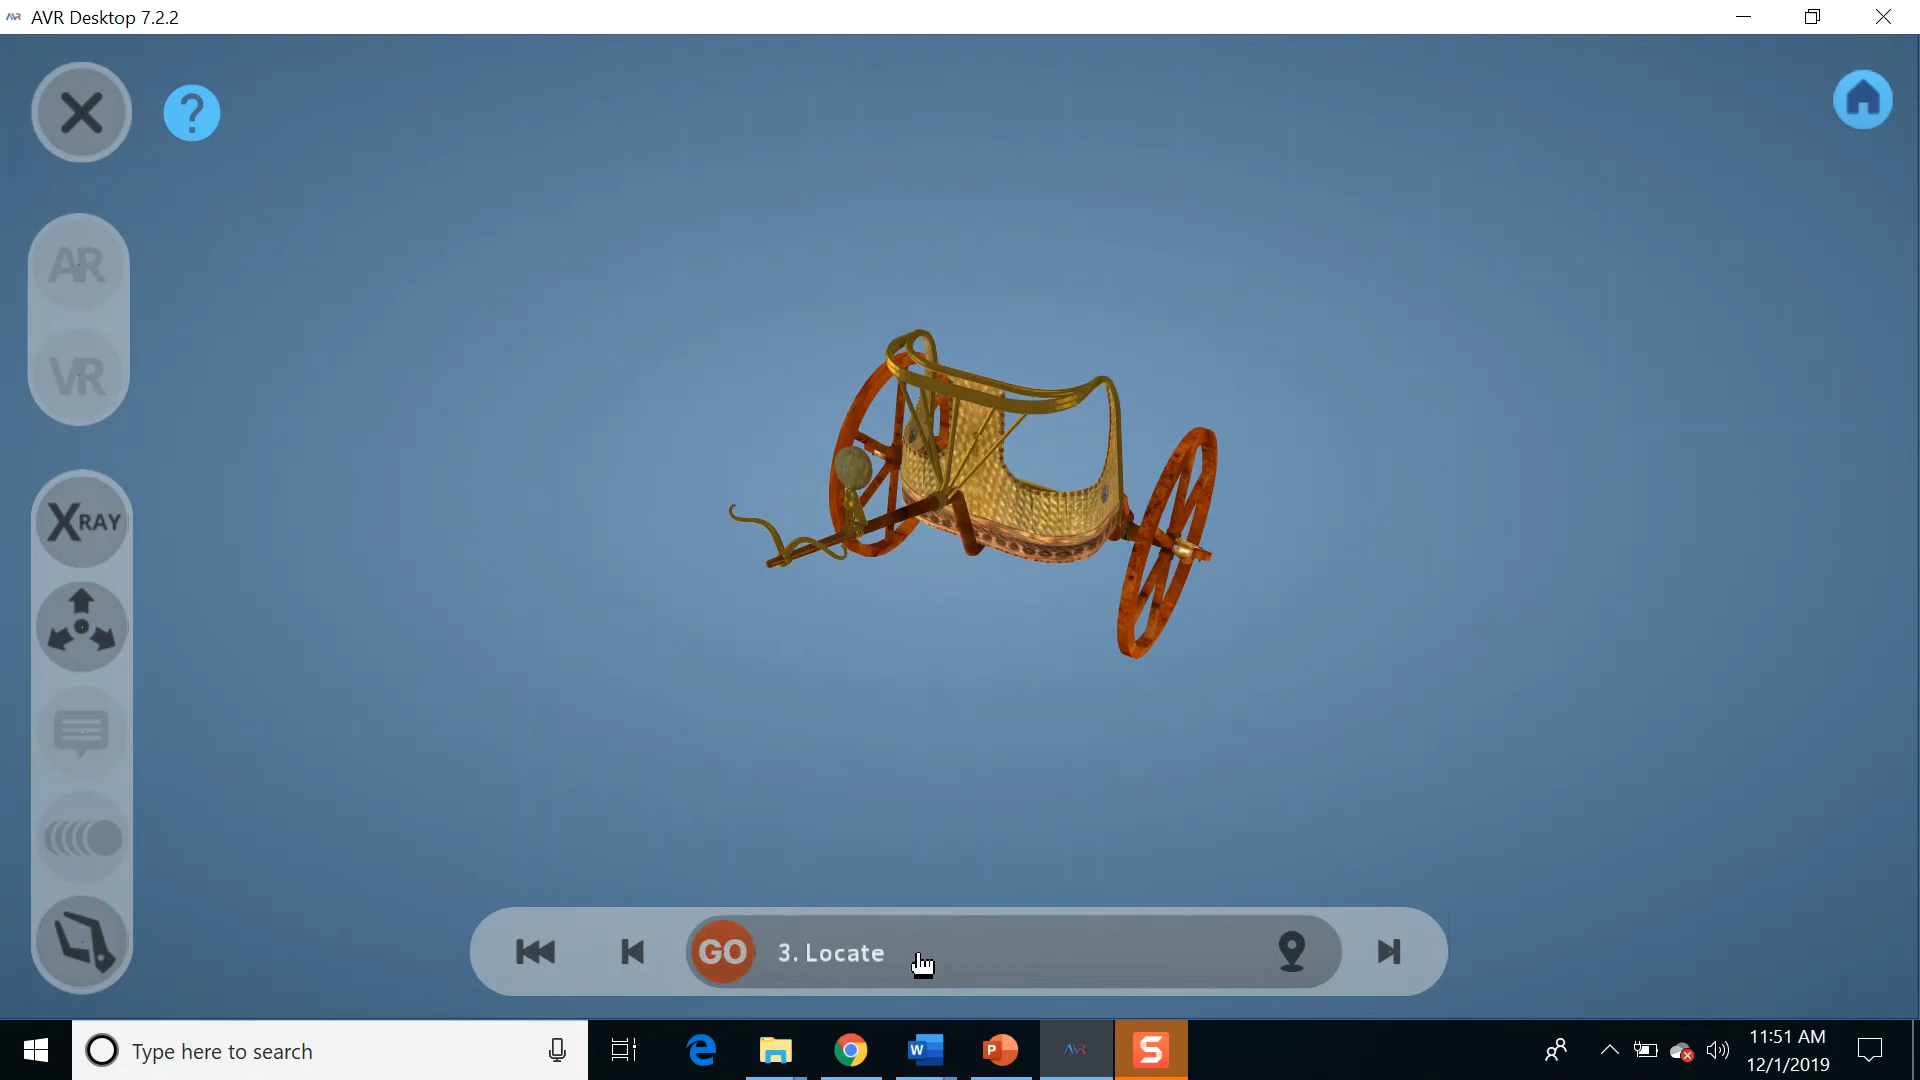 AVR Desktop 7.2.2
?
AR
VR
XRAY
GO 3. Locate
Type here to search
W
P
AVR
S
11:51 AM
12/1/2019